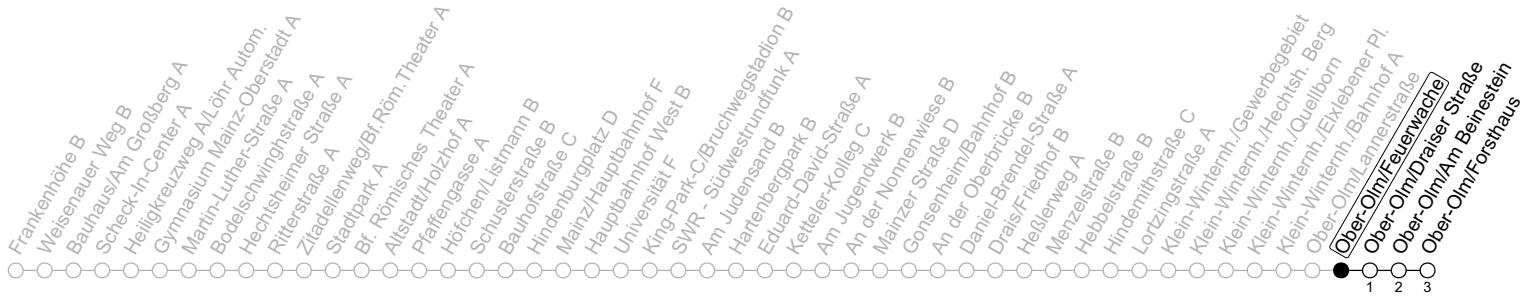 Frankenhöhe B
Weisenauer Weg B
Bauhaus/Am Großberg A
Scheck-In-Center A
Heiligkreuzweg A/Löhr Autom.
Gymnasium Mainz-Oberstadt A
Martin-Luther-Straße A
Bodelschwinghstraße A
Hechtsheimer Straße A
Ritterstraße A
Zitadellenweg/Bf.Röm.Theater A
Stadtpark A
Bf. Römisches Theater A
Altstadt/Holzhof A
Pfaffengasse A
Höfchen/Listmann B
Schusterstraße B
Bauhofstraße C
Hindenburgplatz D
Mainz/Hauptbahnhof F
Hauptbahnhof West B
Universität F
King-Park-C/Bruchwegstadion B
SWR - Südwestrundfunk A
Am Judensand B
Hartenbergpark B
Eduard-David-Straße A
Ketteler-Kolleg C
Am Jugendwerk B
An der Nonnenwiese B
Mainzer Straße D
Gonsenheim/Bahnhof B
An der Oberbrücke B
Daniel-Brendel-Straße A
Drais/Friedhof B
Heßlerweg A
Menzelstraße B
Hebbelstraße B
Hindemithstraße C
Lortzingstraße A
Klein-Winternh./Gewerbegebiet
Klein-Winternh./Hechtsh. Berg
Klein-Winternh./Quellborn
Klein-Winternh./Exlebener Pl.
Klein-Winternh./Bahnhof A
Ober-Olm/Lannerstraße
Ober-Olm/Feuerwache
Ober-Olm/Draiser Straße
Ober-Olm/Am Beinestein
Ober-Olm/Forsthaus
1 2 3